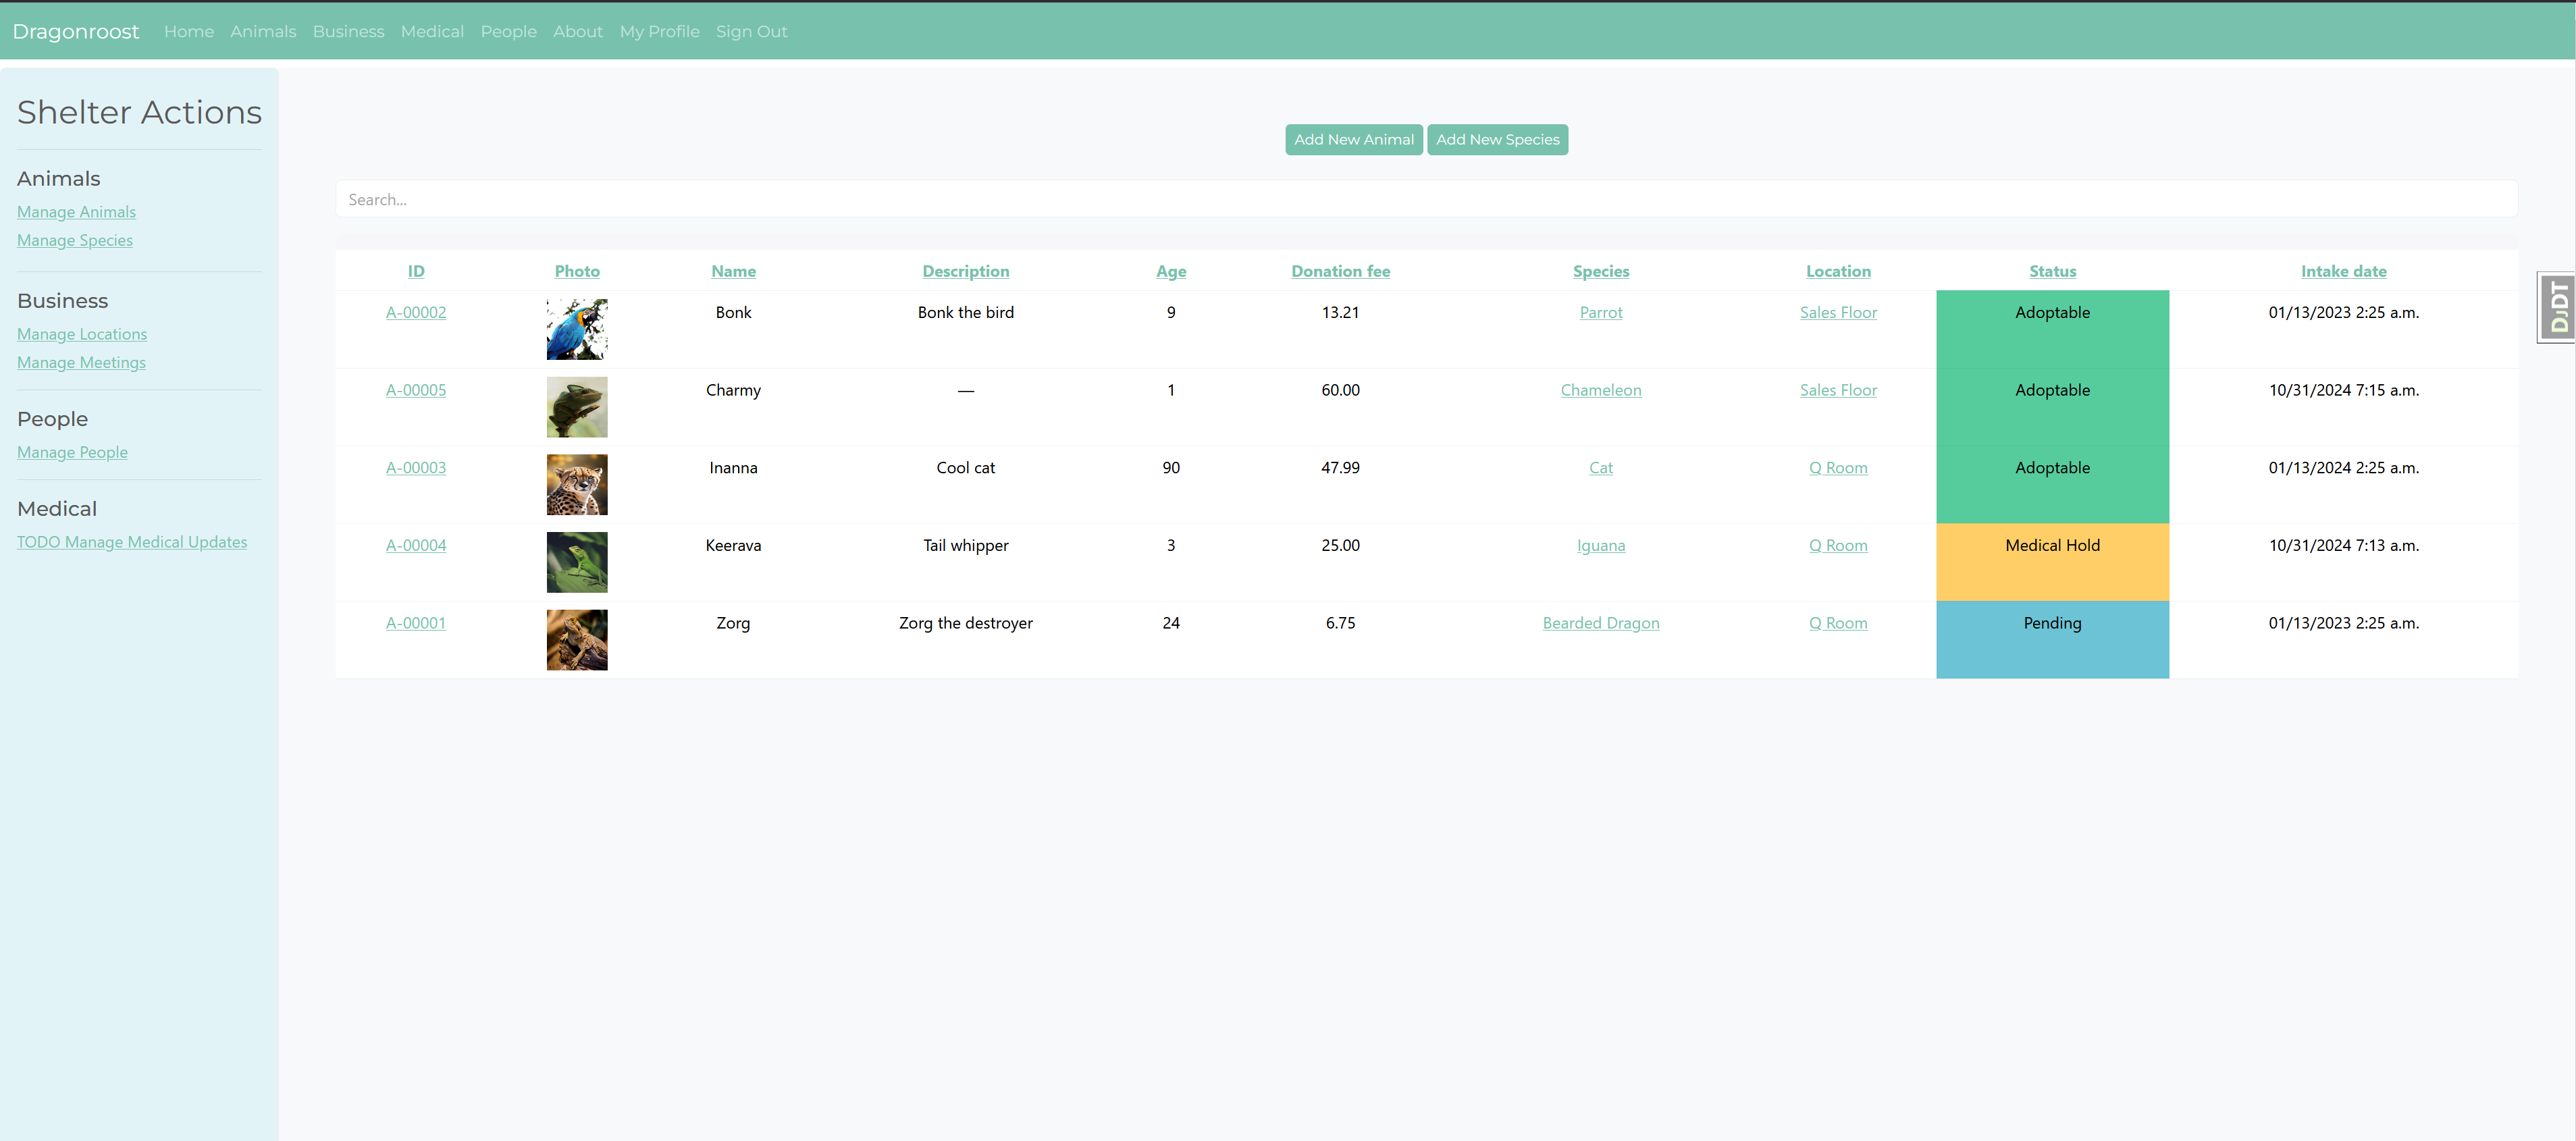 Dragonroost Home Animals Business Medical People About My Profile Sign Out
Shelter Actions
Animals
Manage Animals
Manage Species
Business
Manage Locations
Manage Meetings
People
Manage People
Medical
TODO Manage Medical Updates
Add New Animal Add New Species
Search...
ID Photo Name Description Age Donation fee Species Location Status Intake date
A-00002 Bonk Bonk the bird 9 13.21 Parrot Sales Floor Adoptable 01/13/2023 2:25 a.m.
A-00005 Charmy — 1 60.00 Chameleon Sales Floor Adoptable 10/31/2024 7:15 a.m.
A-00003 Inanna Cool cat 90 47.99 Cat Q Room Adoptable 01/13/2024 2:25 a.m.
A-00004 Keerava Tail whipper 3 25.00 Iguana Q Room Medical Hold 10/31/2024 7:13 a.m.
A-00001 Zorg Zorg the destroyer 24 6.75 Bearded Dragon Q Room Pending 01/13/2023 2:25 a.m.
DJDT